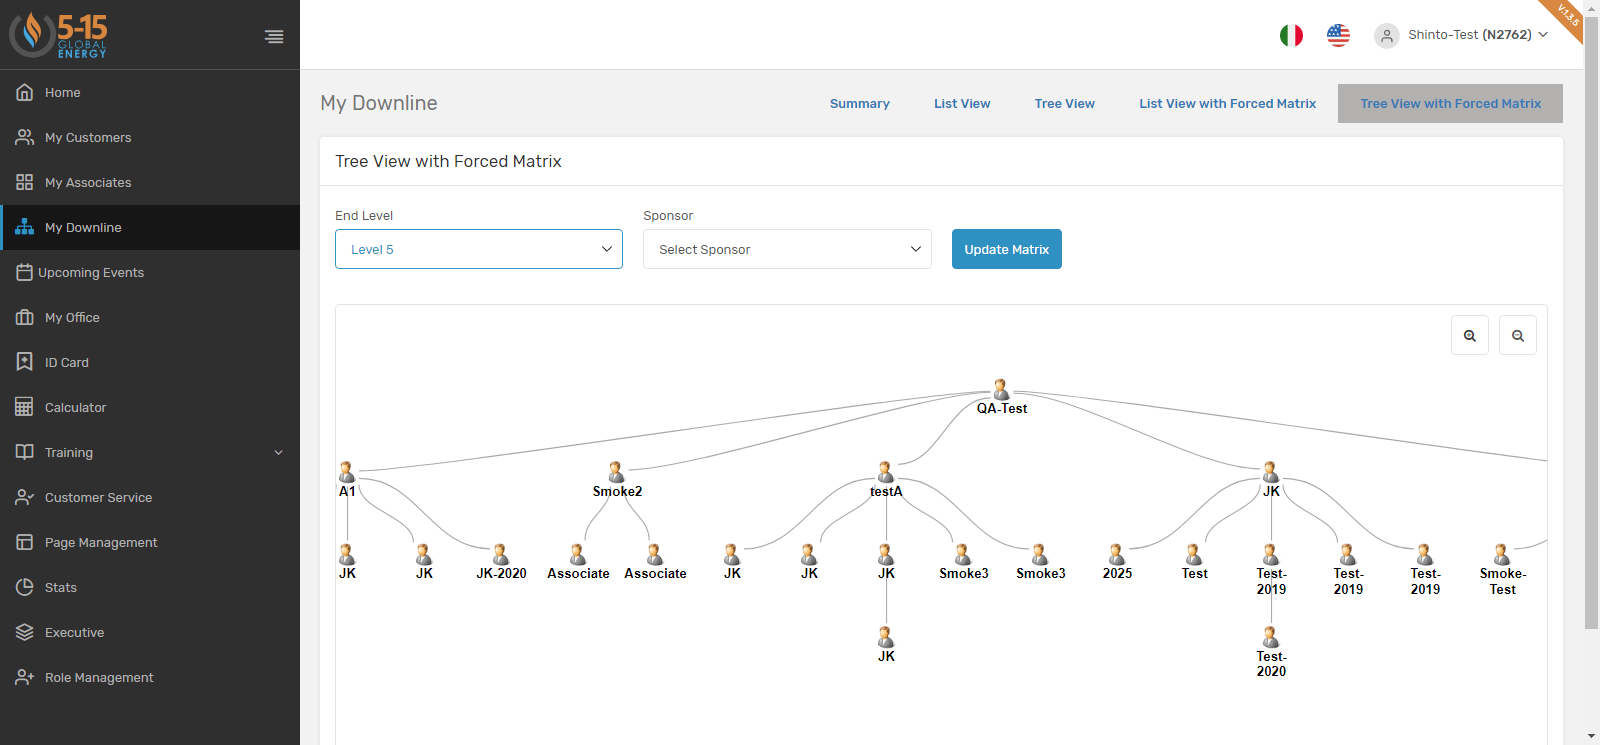 5-15
GLOBAL
ENERGY
Home
My Customers
My Associates
My Downline
Upcoming Events
My Office
ID Card
Calculator
Training
Customer Service
Page Management
Stats
Executive
Role Management
Shinto-Test (N2762)
V.1.3.5
My Downline
Summary
List View
Tree View
List View with Forced Matrix
Tree View with Forced Matrix
Tree View with Forced Matrix
End Level
Sponsor
Level 5
Select Sponsor
Update Matrix
QA-Test
A1
Smoke2
testA
JK
JK
JK
JK-2020
Associate
Associate
JK
JK
JK
Smoke3
Smoke3
2025
Test
Test-
2019
Test-
2019
Test-
2019
Smoke-
Test
JK
Test-
2020